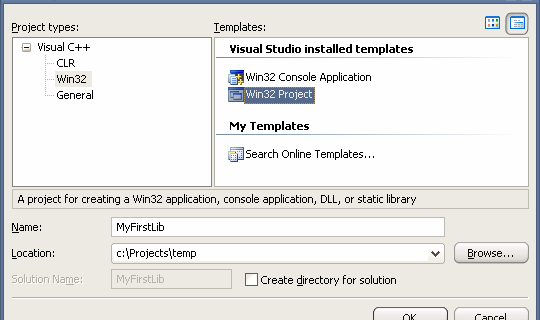 Project types:
Templates:
Visual C++
CLR
Win32
General
Visual Studio installed templates
Win32 Console Application
Win32 Project
My Templates
Search Online Templates...
A project for creating a Win32 application, console application, DLL, or static library
Name:
MyFirstLib
Location:
c:\Projects\temp
Browse...
Solution Name:
MyFirstLib
Create directory for solution
OK
Cancel